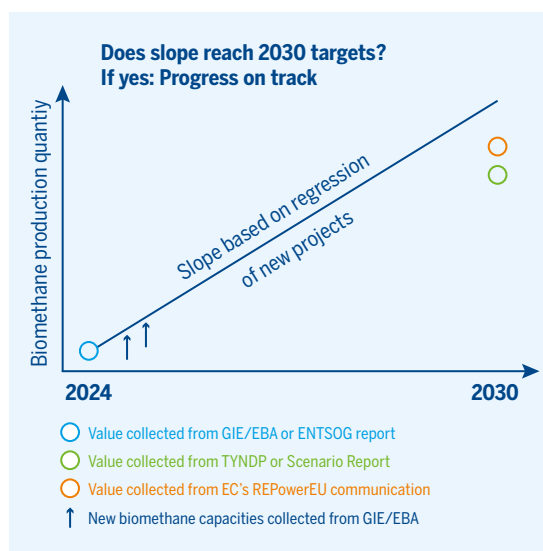 Does slope reach 2030 targets?
If yes: Progress on track
Biomethane production quantiy
Slope based on regression
of new projects
2024
2030
Value collected from GIE/EBA or ENTSOG report
Value collected from TYNDP or Scenario Report
Value collected from EC's REPowerEU communication
New biomethane capacities collected from GIE/EBA